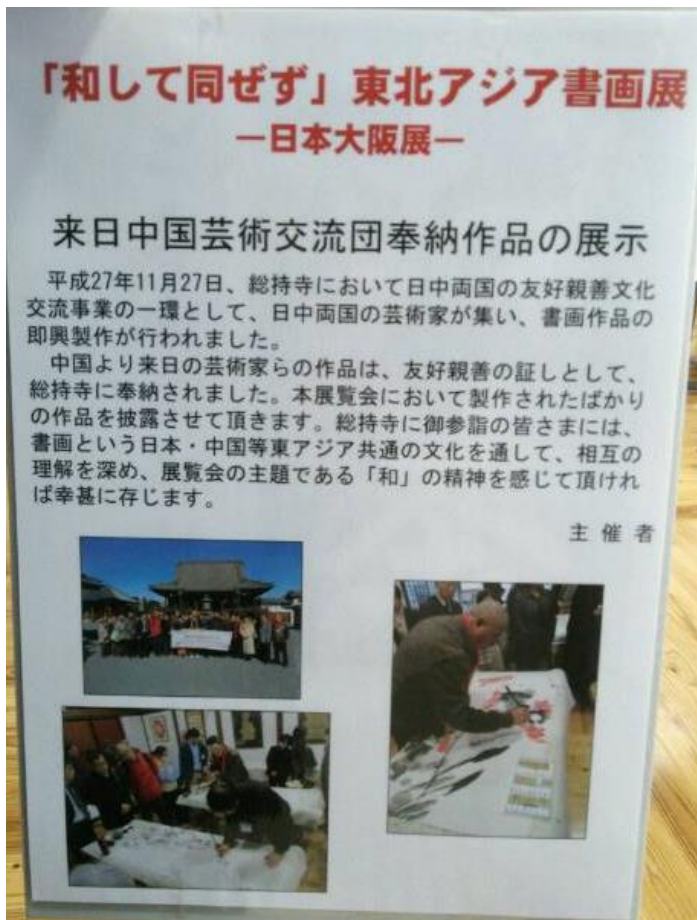 「和して同ぜず」東北アジア書画展
―日本大阪展―
来日中国芸術交流団奉納作品の展示
平成27年11月27日、総持寺において日中両国の友好親善文化
交流事業の一環として、日中両国の芸術家が集い、書画作品の
即興製作が行われました。
中国より来日の芸術家らの作品は、友好親善の証しとして、
総持寺に奉納されました。本展覧会において製作されたばかり
の作品を披露させて頂きます。総持寺に御参詣の皆さまには、
書画という日本・中国等東アジア共通の文化を通して、相互の
理解を深め、展覧会の主題である「和」の精神を感じて頂けれ
ば幸甚に存じます。
主催者